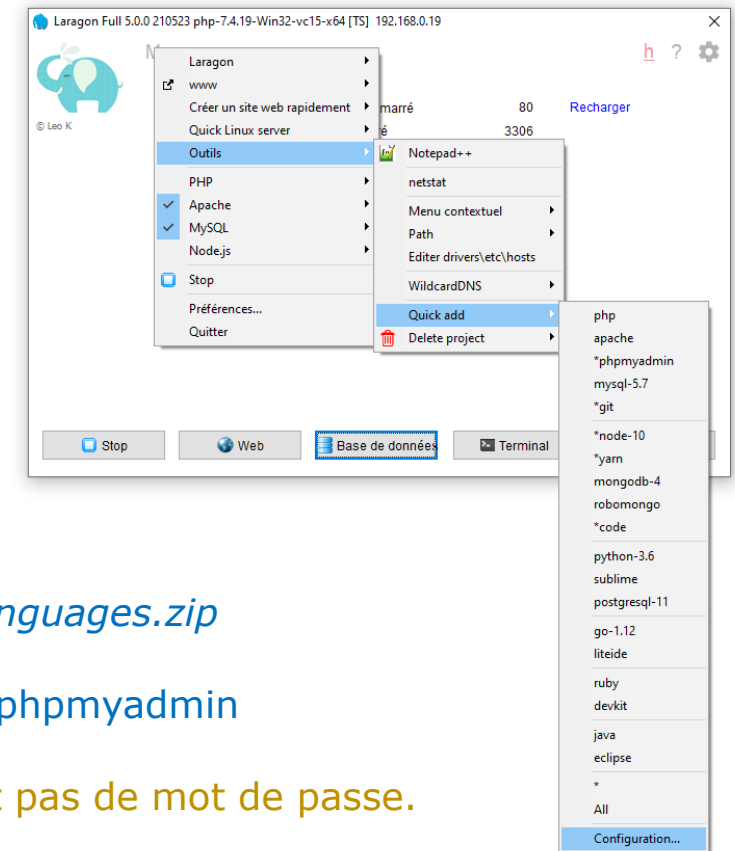 Laragon Full 5.0.0 210523 php-7.4.19-Win32-vc15-x64 [TS] 192.168.0.19
h ?
© Leo K
marré 80 Recharger
3306
Laragon
www
Créer un site web rapidement
Quick Linux server
Outils
PHP
Apache
MySQL
Node.js
Stop
Préférences...
Quitter
Notepad++
netstat
Menu contextuel
Path
Editer drivers\etc\hosts
WildcardDNS
Quick add
Delete project
php
apache
*phpmyadmin
mysql-5.7
*git
*node-10
*yarn
mongodb-4
robomongo
*code
python-3.6
sublime
postgresql-11
go-1.12
liteide
ruby
devkit
java
eclipse
*
All
Configuration...
Stop Web Base de données Terminal
nguages.zip
phpmyadmin
t pas de mot de passe.